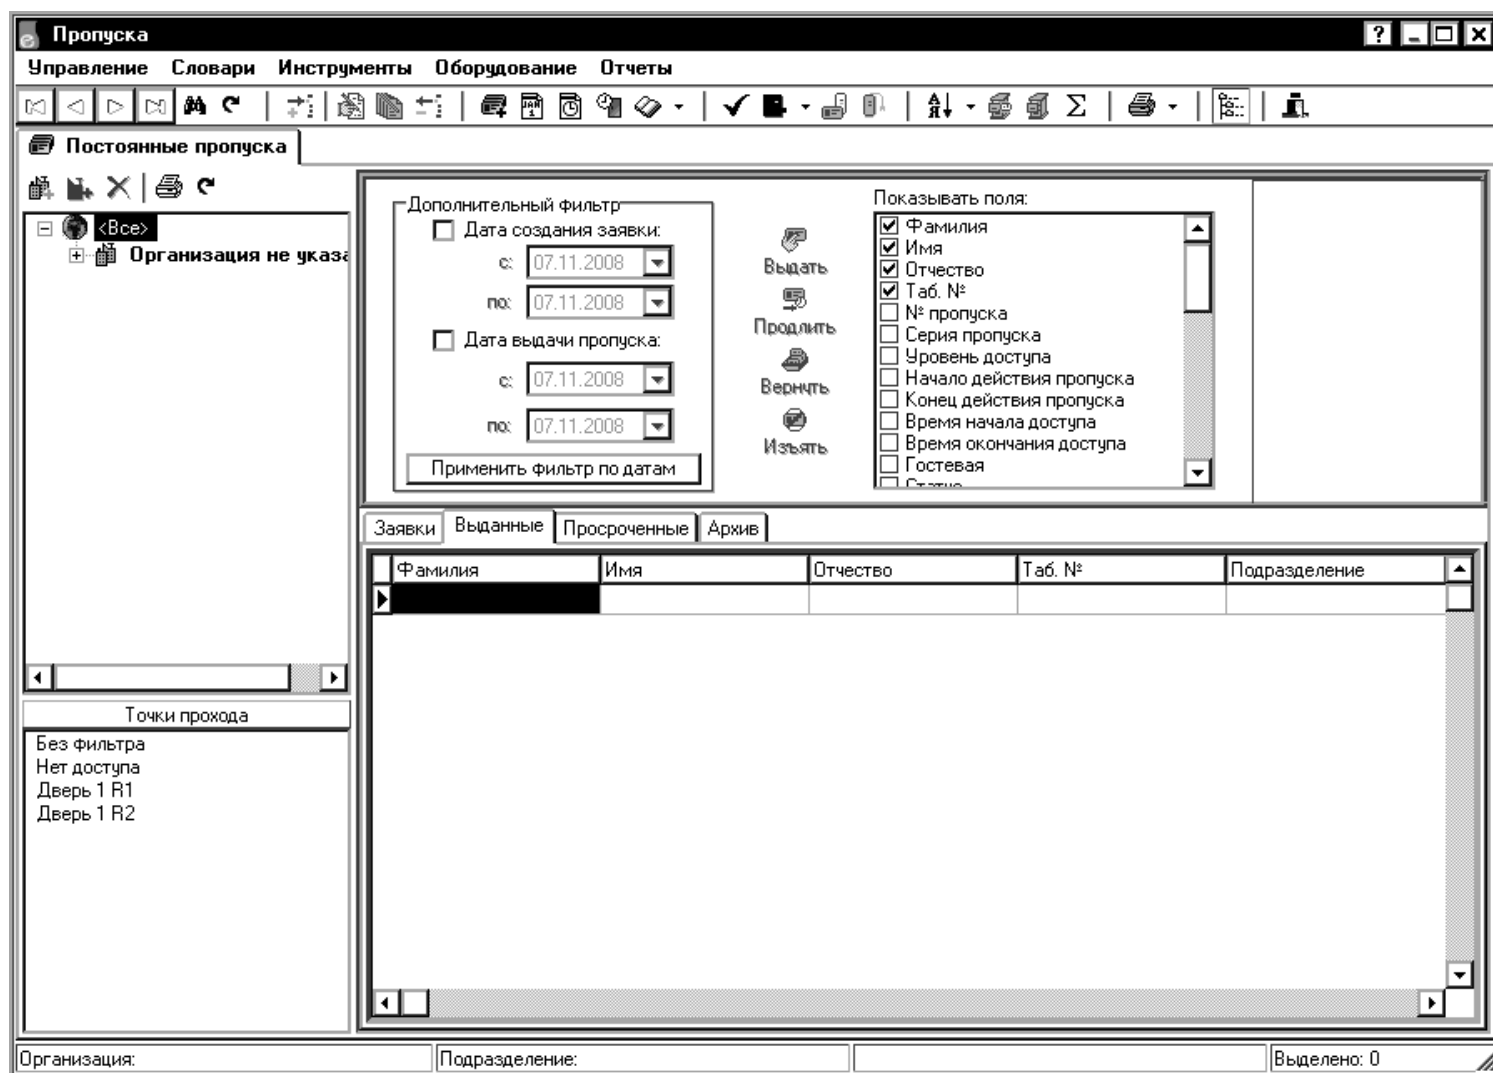 Пропуска
Управление Словари Инструменты Оборудование Отчеты
Постоянные пропуска
<Все>
Организация не указа
Точки прохода
Без фильтра
Нет доступа
Дверь 1 R1
Дверь 1 R2
Дополнительный фильтр
Дата создания заявки:
с: 07.11.2008
по: 07.11.2008
Дата выдачи пропуска:
с: 07.11.2008
по: 07.11.2008
Применить фильтр по датам
Выдать
Продлить
Вернуть
Изъять
Показывать поля:
Фамилия
Имя
Отчество
Таб. №
№ пропуска
Серия пропуска
Уровень доступа
Начало действия пропуска
Конец действия пропуска
Время начала доступа
Время окончания доступа
Гостевая
Статус
Заявки Выданные Просроченные Архив
Фамилия Имя Отчество Таб. № Подразделение
Организация: Подразделение: Выделено: 0